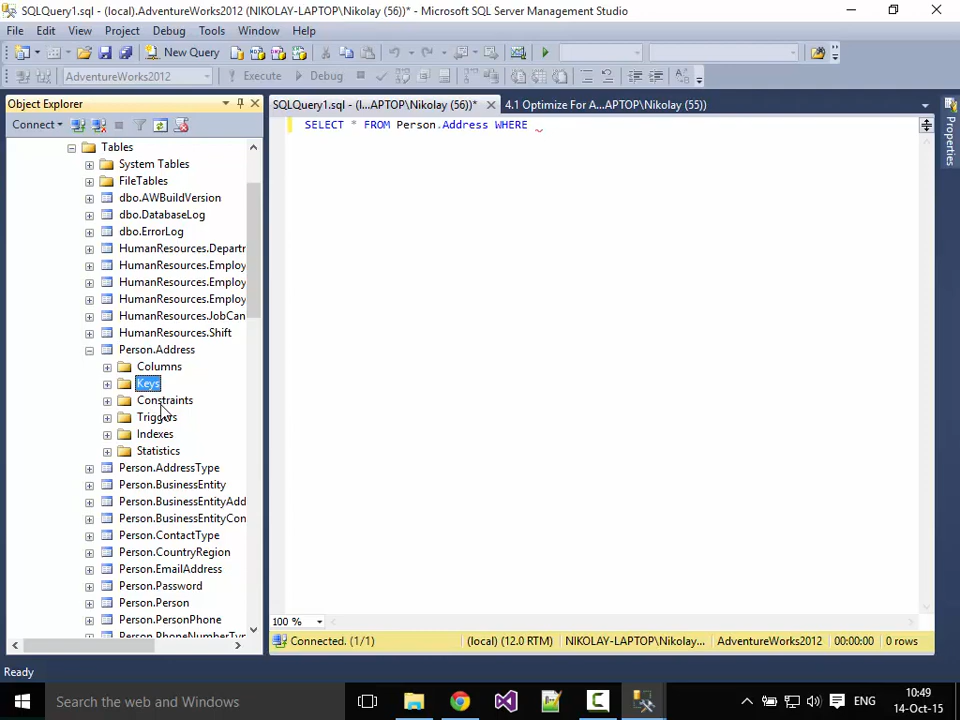 SQLQuery1.sql - (local).AdventureWorks2012 (NIKOLAY-LAPTOP\Nikolay (56))* - Microsoft SQL Server Management Studio
File Edit View Project Debug Tools Window Help
New Query
AdventureWorks2012 Execute Debug
Object Explorer
SQLQuery1.sql - (l...APTOP\Nikolay (56))* 4.1 Optimize For A...APTOP\Nikolay (55))
Connect
SELECT * FROM Person.Address WHERE
Properties
Tables
System Tables
FileTables
dbo.AWBuildVersion
dbo.DatabaseLog
dbo.ErrorLog
HumanResources.Departr
HumanResources.Employ
HumanResources.Employ
HumanResources.Employ
HumanResources.JobCan
HumanResources.Shift
Person.Address
Columns
Keys
Constraints
Triggers
Indexes
Statistics
Person.AddressType
Person.BusinessEntity
Person.BusinessEntityAdd
Person.BusinessEntityCon
Person.ContactType
Person.CountryRegion
Person.EmailAddress
Person.Password
Person.Person
Person.PersonPhone
Person.PhoneNumberTyp
100 %
Connected. (1/1) (local) (12.0 RTM) NIKOLAY-LAPTOP\Nikolay... AdventureWorks2012 00:00:00 0 rows
Ready
Search the web and Windows
ENG
10:49
14-Oct-15